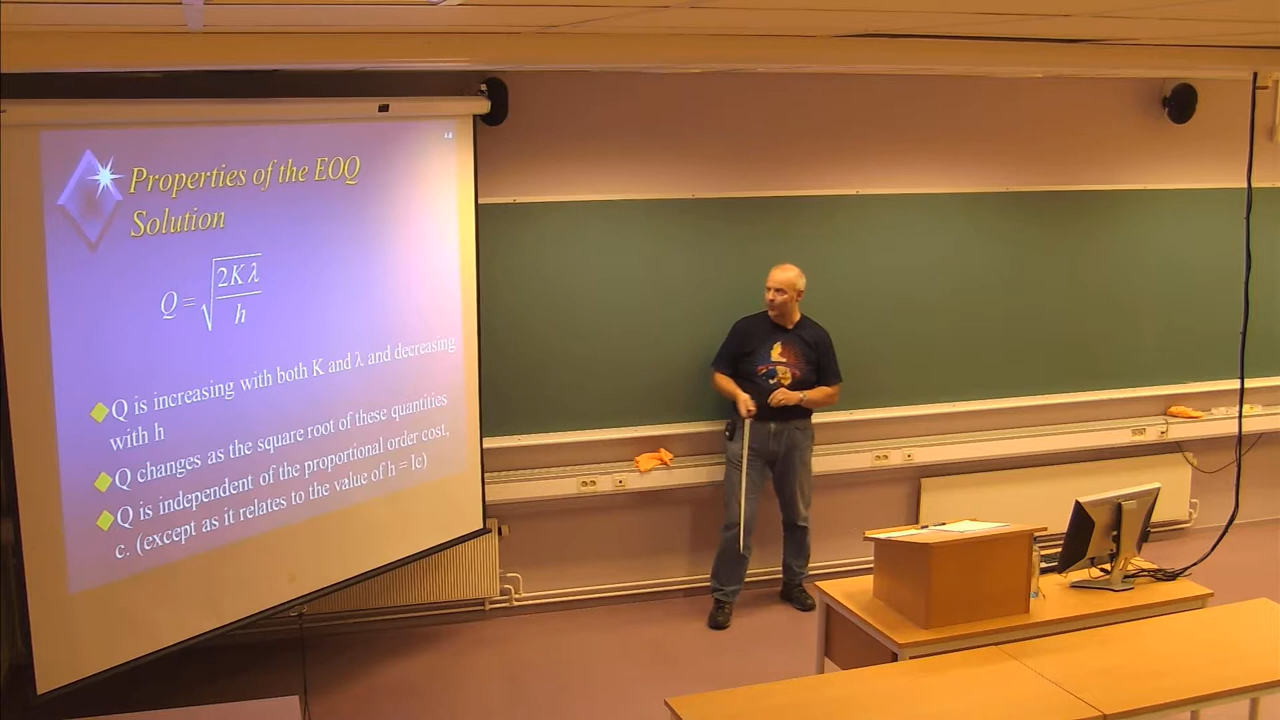 Properties of the EOQ
Solution
Q = √(2Kλ / h)
Q is increasing with both K and λ and decreasing
with h
Q changes as the square root of these quantities
Q is independent of the proportional order cost,
c. (except as it relates to the value of h = Ic)